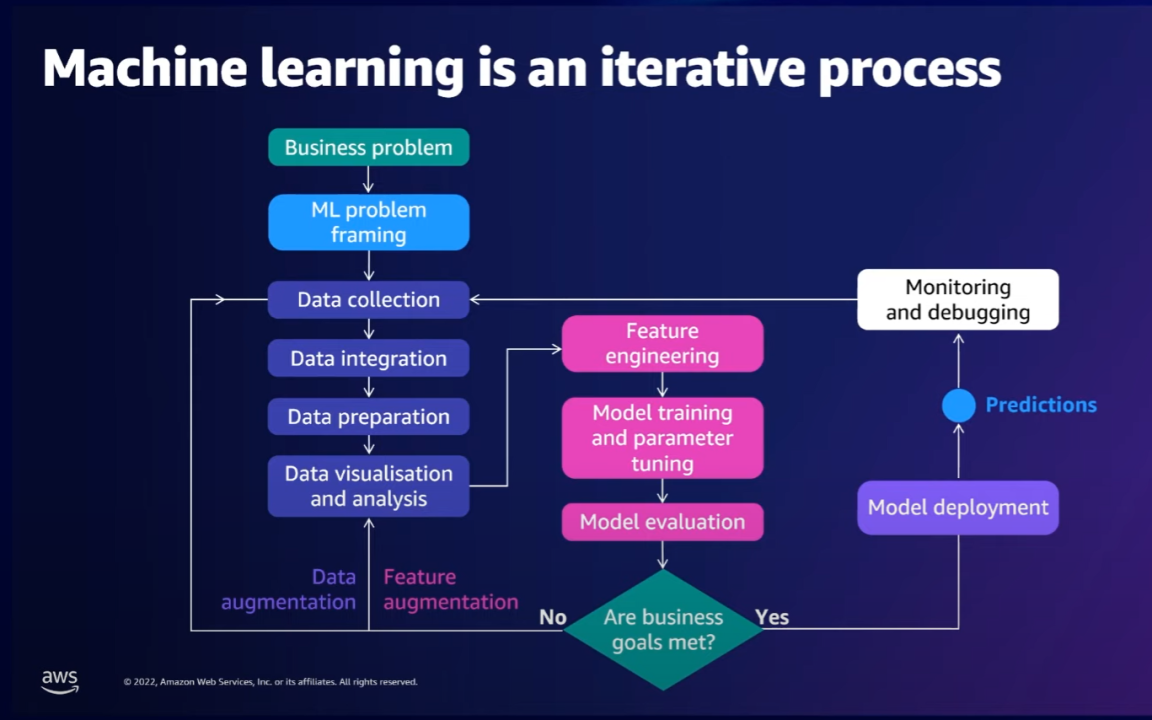 Machine learning is an iterative process
Business problem
ML problem
framing
Data collection
Data integration
Data preparation
Data visualisation
and analysis
Feature
engineering
Model training
and parameter
tuning
Model evaluation
Are business
goals met?
No
Yes
Data
augmentation
Feature
augmentation
Model deployment
Predictions
Monitoring
and debugging
aws
© 2022, Amazon Web Services, Inc. or its affiliates. All rights reserved.